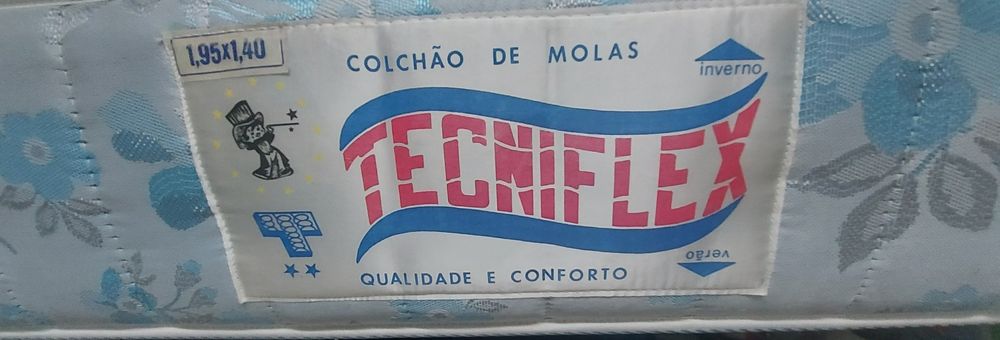 1,95x1,40
COLCHÃO DE MOLAS
inverno
TECNIFLEX
T
verão
QUALIDADE E CONFORTO